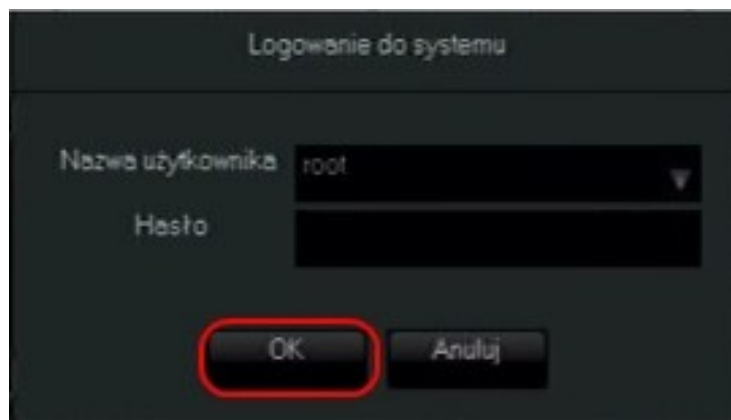 Logowanie do systemu
Nazwa użytkownika root
Hasło
OK Anuluj